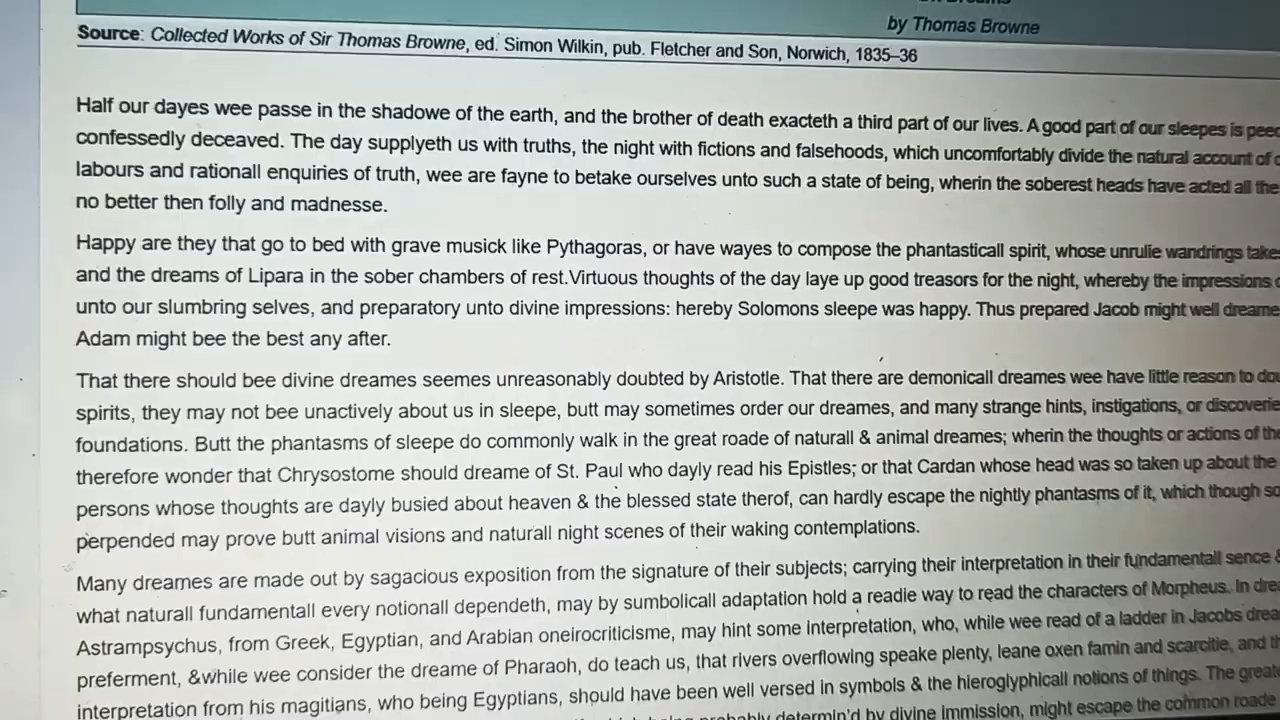 by Thomas Browne
Source: Collected Works of Sir Thomas Browne, ed. Simon Wilkin, pub. Fletcher and Son, Norwich, 1835–36
Half our dayes wee passe in the shadowe of the earth, and the brother of death exacteth a third part of our lives. A good part of our sleepes is
confessedly deceaved. The day supplyeth us with truths, the night with fictions and falsehoods, which uncomfortably divide the natural account of
labours and rationall enquiries of truth, wee are fayne to betake ourselves unto such a state of being, wherin the soberest heads have acted all the
no better then folly and madnesse.
Happy are they that go to bed with grave musick like Pythagoras, or have wayes to compose the phantasticall spirit, whose unrulie wandrings take
and the dreams of Lipara in the sober chambers of rest.Virtuous thoughts of the day laye up good treasors for the night, whereby the impressions
unto our slumbring selves, and preparatory unto divine impressions: hereby Solomons sleepe was happy. Thus prepared Jacob might well dreame
Adam might bee the best any after.
That there should bee divine dreames seemes unreasonably doubted by Aristotle. That there are demonicall dreames wee have little reason to
spirits, they may not bee unactively about us in sleepe, butt may sometimes order our dreames, and many strange hints, instigations, or
foundations. Butt the phantasms of sleepe do commonly walk in the great roade of naturall & animal dreames; wherin the thoughts or actions of
therefore wonder that Chrysostome should dreame of St. Paul who dayly read his Epistles; or that Cardan whose head was so taken up about the
persons whose thoughts are dayly busied about heaven & the blessed state therof, can hardly escape the nightly phantasms of it, which though
perpended may prove butt animal visions and naturall night scenes of their waking contemplations.
Many dreames are made out by sagacious exposition from the signature of their subjects; carrying their interpretation in their fundamentall sence &
what naturall fundamentall every notionall dependeth, may by sumbolicall adaptation hold a readie way to read the characters of Morpheus. In
Astrampsychus, from Greek, Egyptian, and Arabian oneirocriticisme, may hint some interpretation, who, while wee read of a ladder in Jacobs
preferment, &while wee consider the dreame of Pharaoh, do teach us, that rivers overflowing speake plenty, leane oxen famin and scarcitie, and
interpretation from his magitians, who being Egyptians, should have been well versed in symbols & the hieroglyphicall notions of things. The
determin'd by divine immission, might escape the common roade